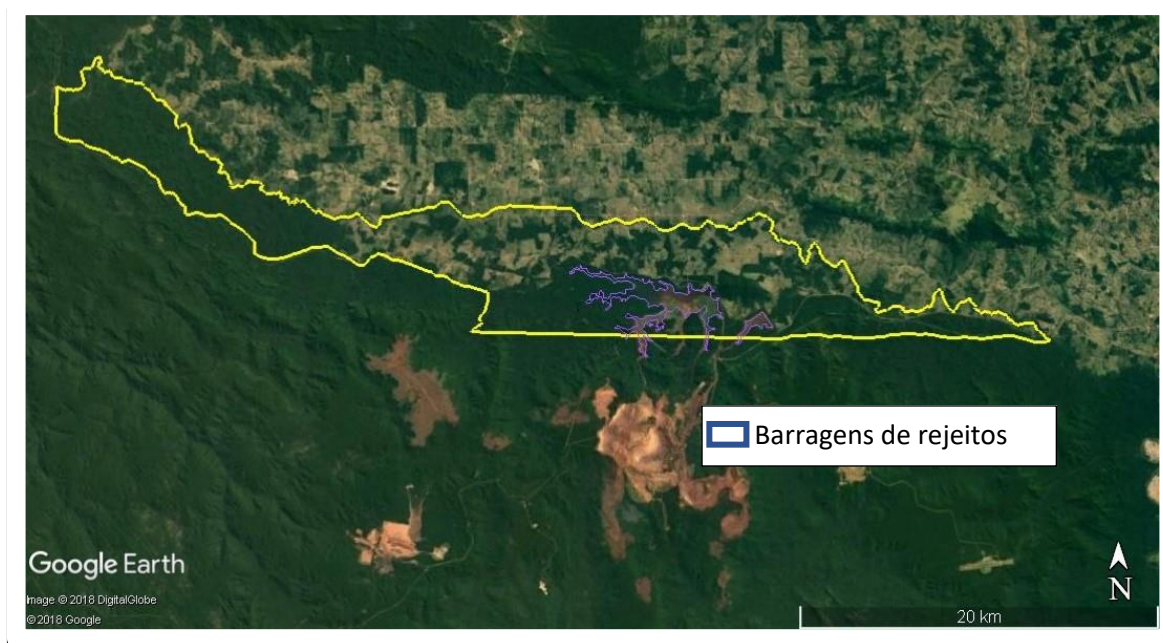 Barragens de rejeitos
Google Earth
Image © 2018 DigitalGlobe
© 2018 Google
N
20 km